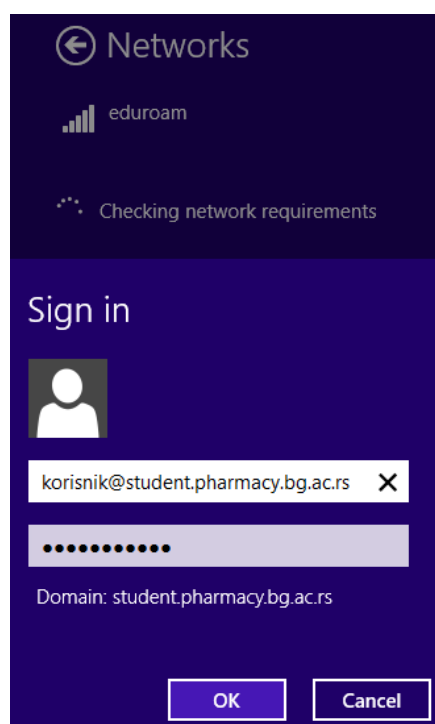 Networks
eduroam
Checking network requirements
Sign in
korisnik@student.pharmacy.bg.ac.rs
●●●●●●●●●●●
Domain: student.pharmacy.bg.ac.rs
OK Cancel